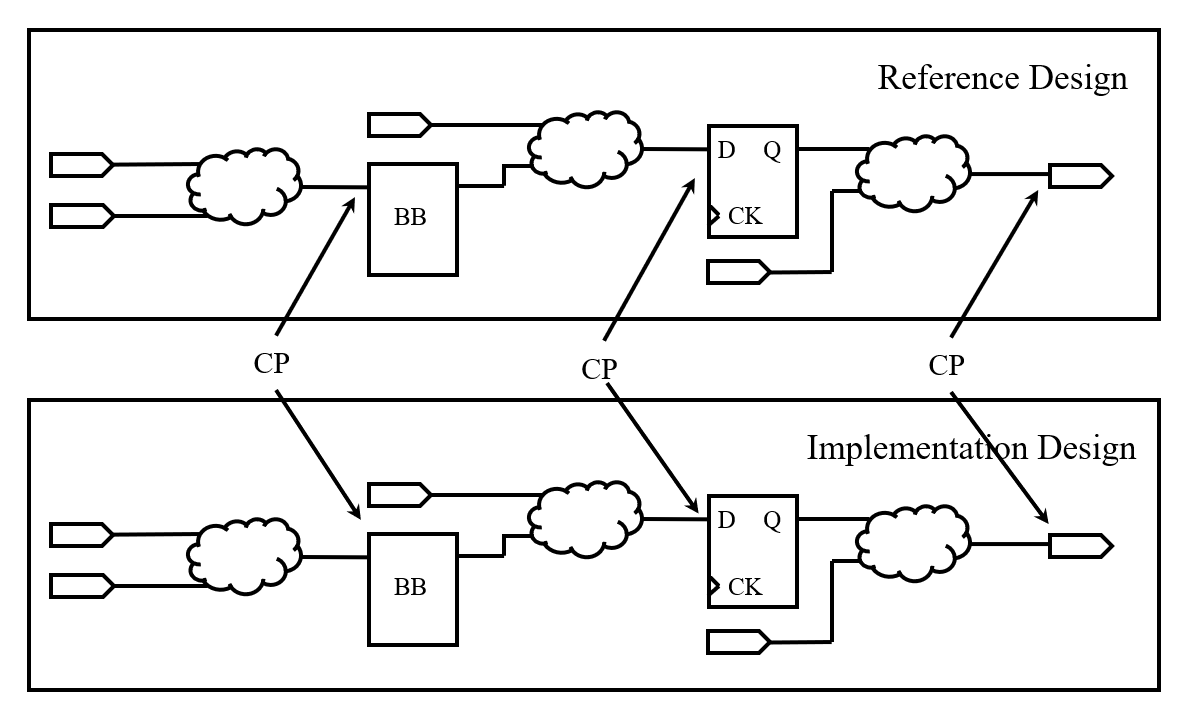 Reference Design
BB
D Q
CK
CP
CP
CP
Implementation Design
BB
D Q
CK